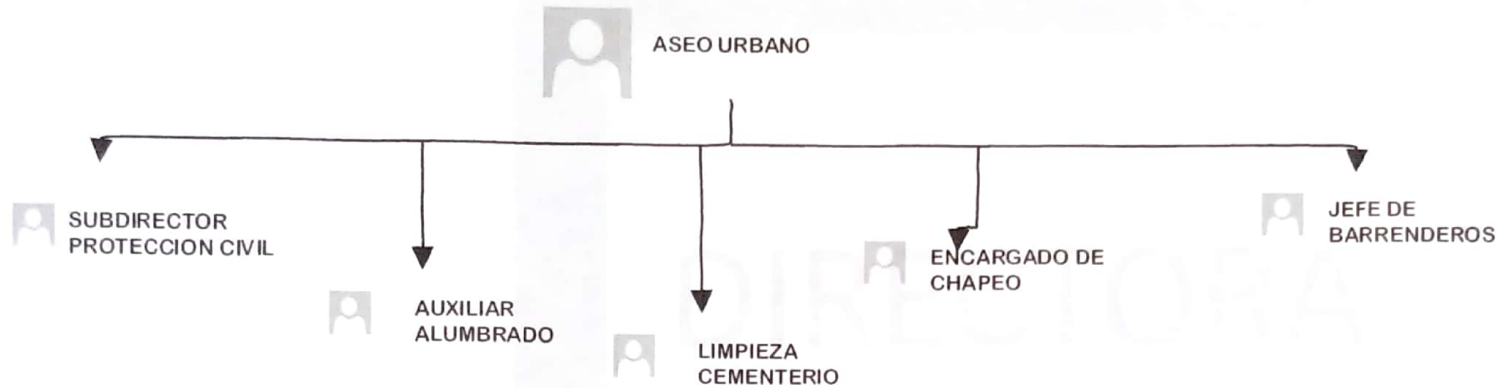 ASEO URBANO
SUBDIRECTOR
PROTECCION CIVIL
AUXILIAR
ALUMBRADO
LIMPIEZA
CEMENTERIO
ENCARGADO DE
CHAPEO
JEFE DE
BARRENDEROS
DIRECTORA